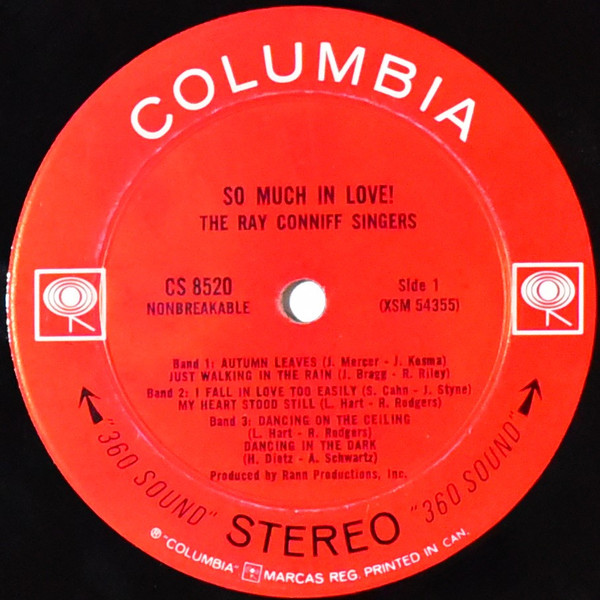 COLUMBIA
SO MUCH IN LOVE!
THE RAY CONNIFF SINGERS
CS 8520
NONBREAKABLE
Side 1
(XSM 54355)
Band 1: AUTUMN LEAVES (J. Mercer - J. Kosma)
JUST WALKING IN THE RAIN (J. Bragg - R. Riley)
Band 2: I FALL IN LOVE TOO EASILY (S. Cahn - J. Styne)
MY HEART STOOD STILL (L. Hart - R. Rodgers)
Band 3: DANCING ON THE CEILING
(L. Hart - R. Rodgers)
DANCING IN THE DARK
(H. Dietz - A. Schwartz)
Produced by Rann Productions, Inc.
"360 SOUND" STEREO "360 SOUND"
® "COLUMBIA" MARCAS REG. PRINTED IN CAN.